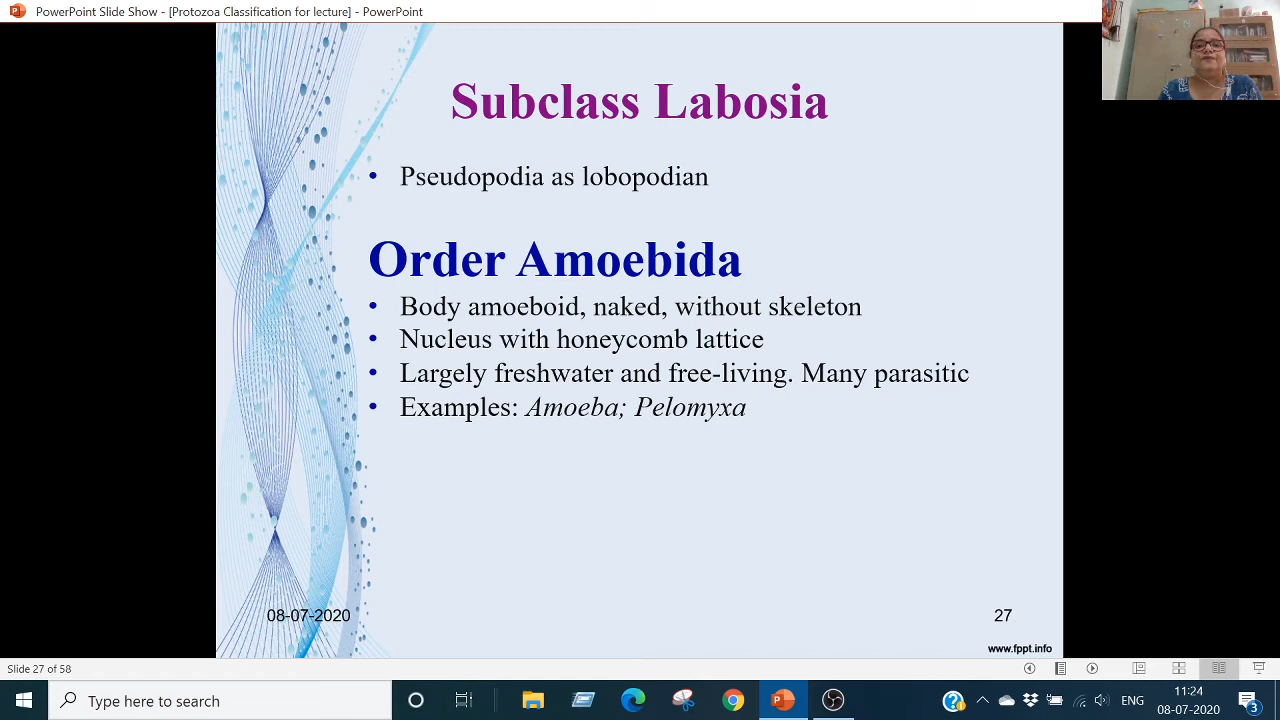 PowerPoint Slide Show - [Protozoa Classification for lecture] - PowerPoint
Subclass Labosia
• Pseudopodia as lobopodian
Order Amoebida
• Body amoeboid, naked, without skeleton
• Nucleus with honeycomb lattice
• Largely freshwater and free-living. Many parasitic
• Examples: Amoeba; Pelomyxa
08-07-2020
27
www.fppt.info
Slide 27 of 58
Type here to search
ENG
11:24
08-07-2020
3